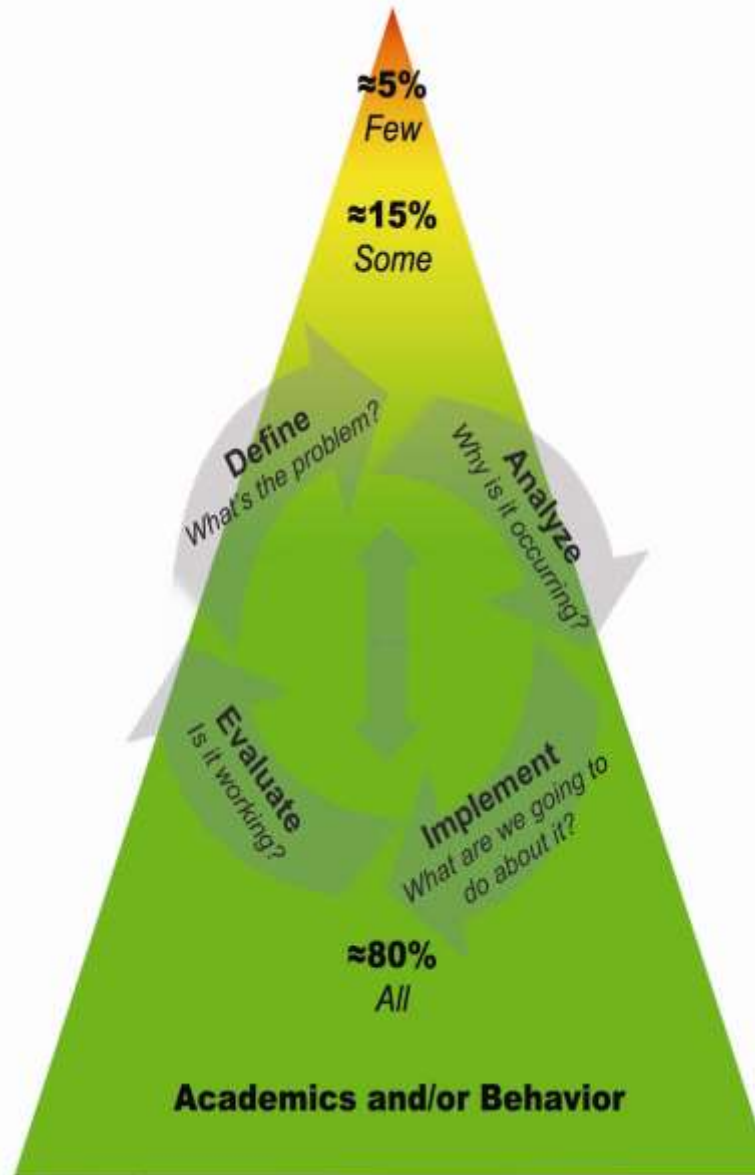 ≈5%
Few
≈15%
Some
Define
What's the problem?
Analyze
Why is it occurring?
Implement
What are we going to
do about it?
Evaluate
Is it working?
≈80%
All
Academics and/or Behavior